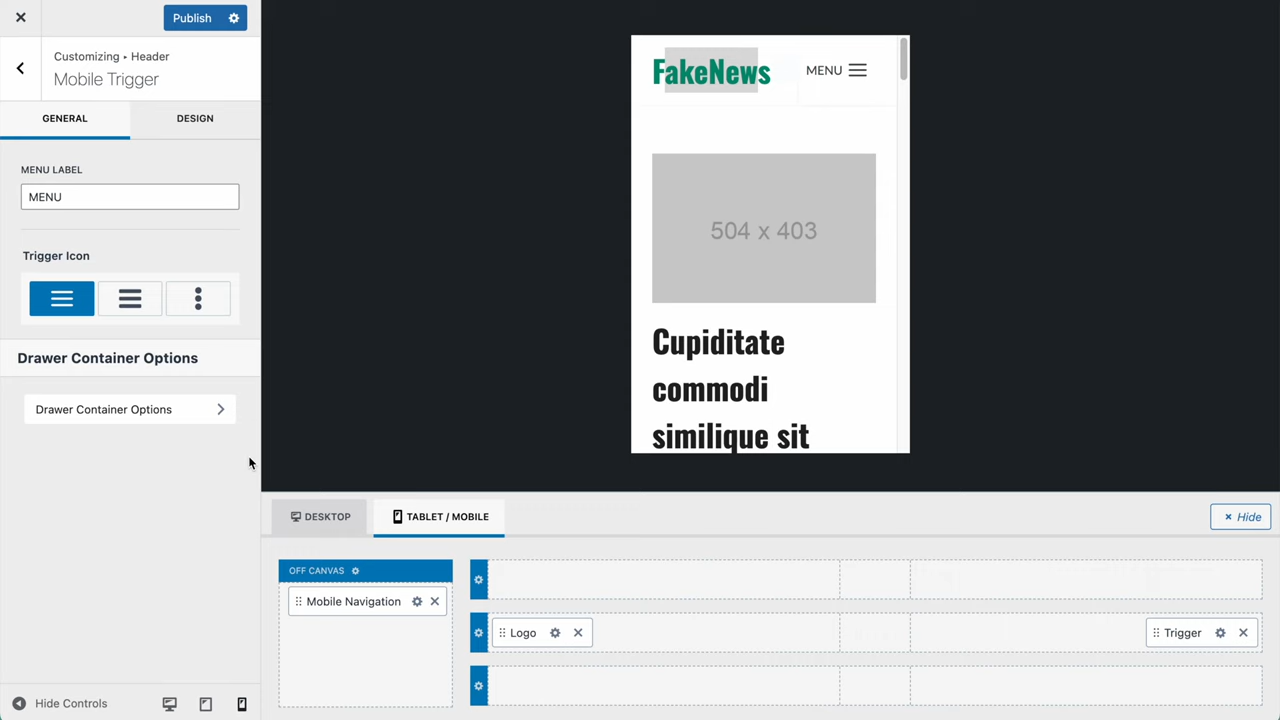 Publish
Customizing ▸ Header
Mobile Trigger
GENERAL
DESIGN
MENU LABEL
MENU
Trigger Icon
Drawer Container Options
Drawer Container Options
Hide Controls
FakeNews
MENU
504 x 403
Cupiditate
commodi
similique sit
DESKTOP
TABLET / MOBILE
Hide
OFF CANVAS
Mobile Navigation
Logo
Trigger